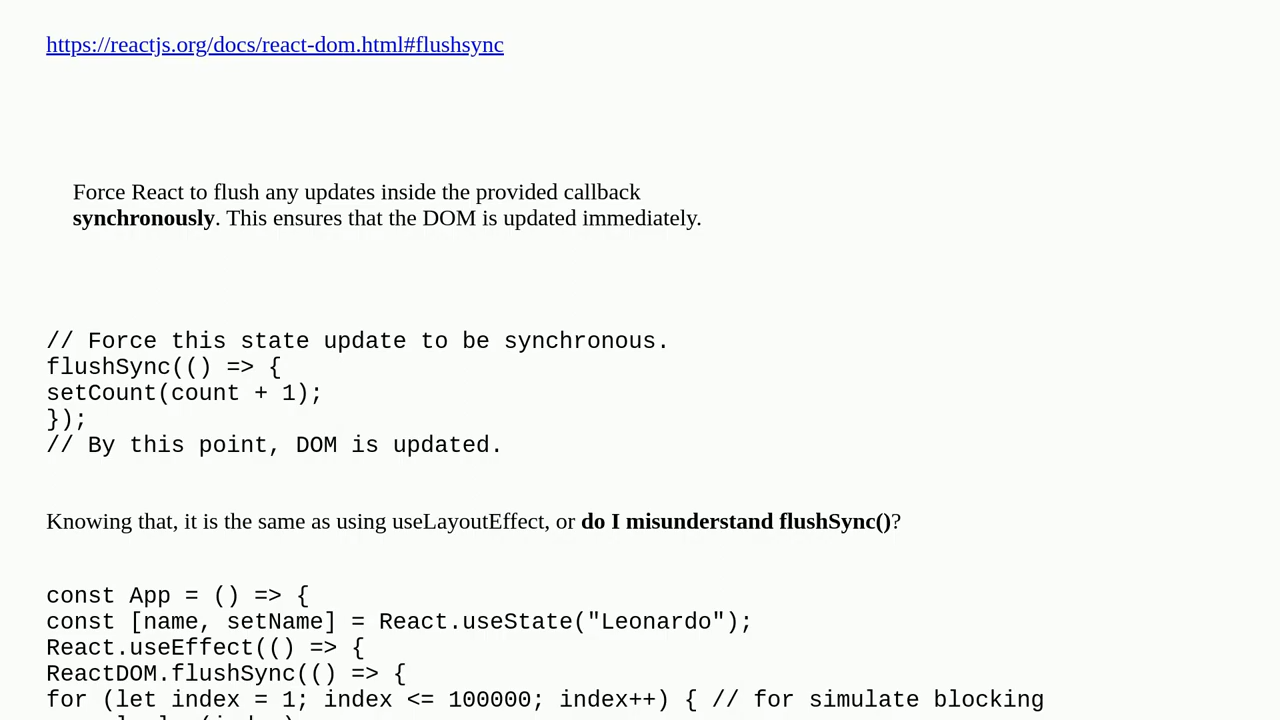 https://reactjs.org/docs/react-dom.html#flushsync
Force React to flush any updates inside the provided callback
synchronously. This ensures that the DOM is updated immediately.
// Force this state update to be synchronous.
flushSync(() => {
setCount(count + 1);
});
// By this point, DOM is updated.
Knowing that, it is the same as using useLayoutEffect, or do I misunderstand flushSync()?
const App = () => {
const [name, setName] = React.useState("Leonardo");
React.useEffect(() => {
ReactDOM.flushSync(() => {
for (let index = 1; index <= 100000; index++) { // for simulate blocking